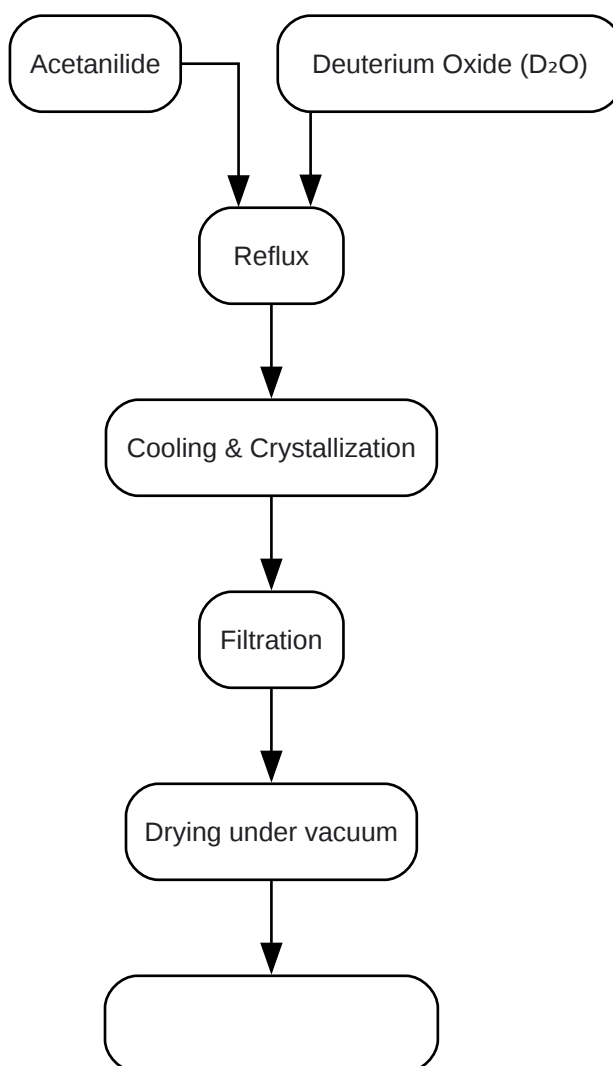 Acetanilide
Deuterium Oxide (D₂O)
Reflux
Cooling & Crystallization
Filtration
Drying under vacuum